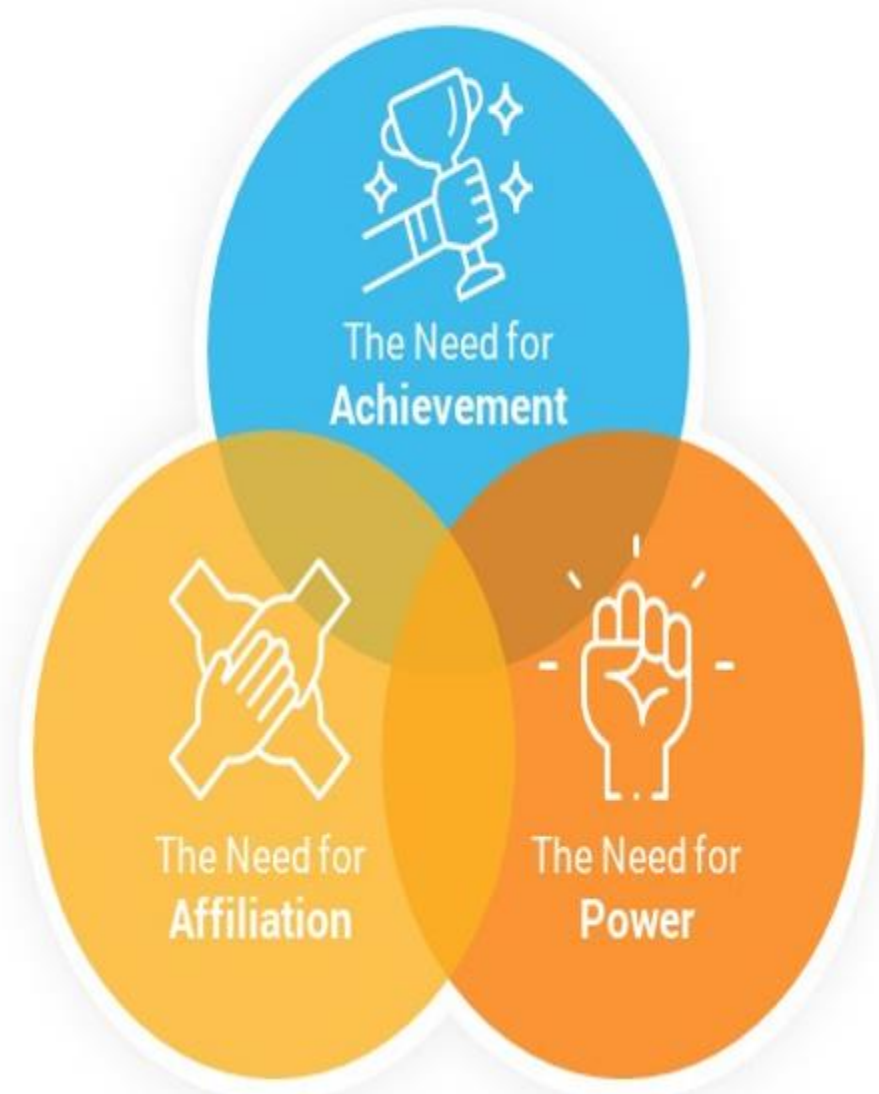 The Need for
Achievement
The Need for
Affiliation
The Need for
Power